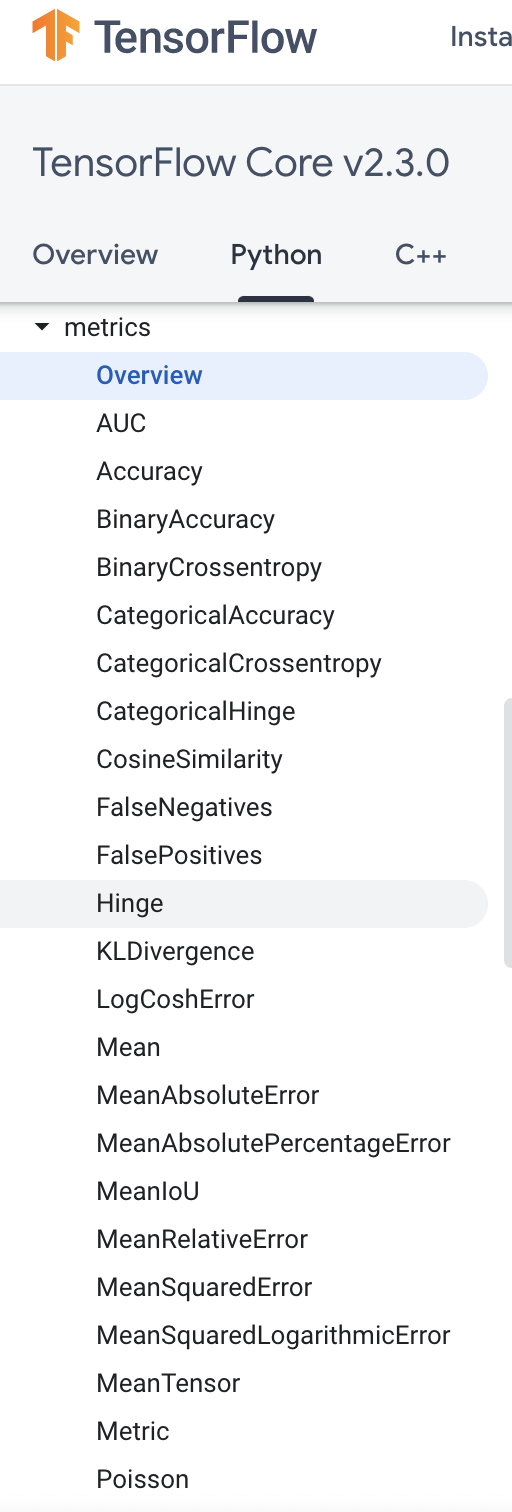 TensorFlow Insta
TensorFlow Core v2.3.0
Overview Python C++
metrics
Overview
AUC
Accuracy
BinaryAccuracy
BinaryCrossentropy
CategoricalAccuracy
CategoricalCrossentropy
CategoricalHinge
CosineSimilarity
FalseNegatives
FalsePositives
Hinge
KLDivergence
LogCoshError
Mean
MeanAbsoluteError
MeanAbsolutePercentageError
MeanIoU
MeanRelativeError
MeanSquaredError
MeanSquaredLogarithmicError
MeanTensor
Metric
Poisson